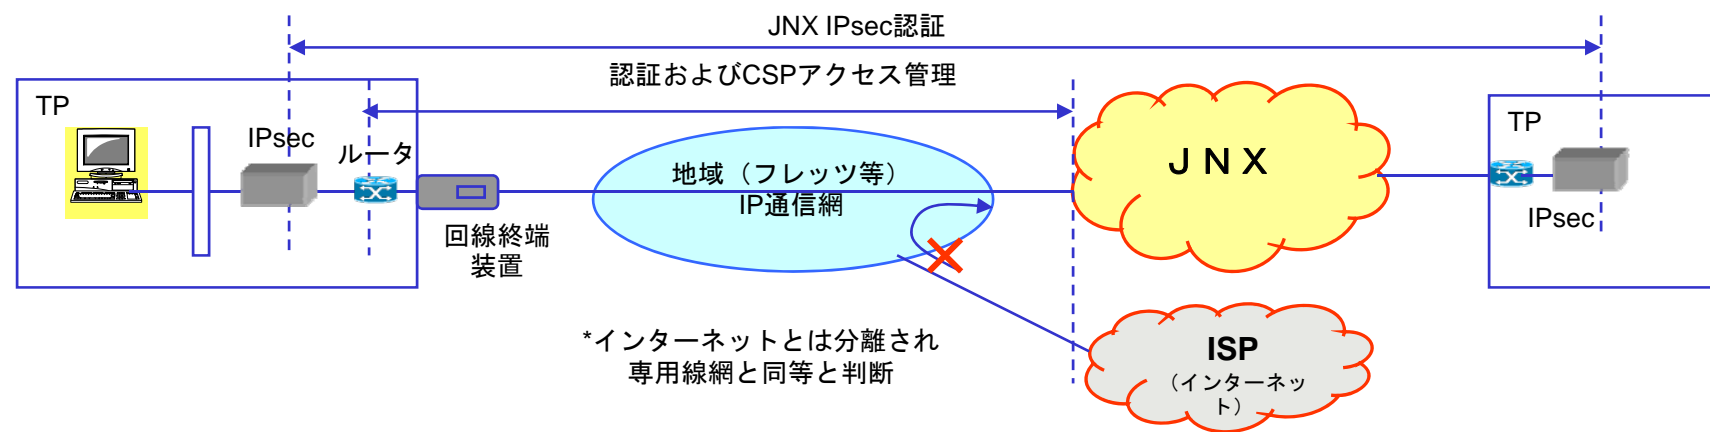 JNX IPsec認証
認証およびCSPアクセス管理
TP
IPsec
ルータ
回線終端
装置
地域（フレッツ等）
IP通信網
ＪＮＸ
TP
IPsec
*インターネットとは分離され
専用線網と同等と判断
ISP
（インターネッ
ト）